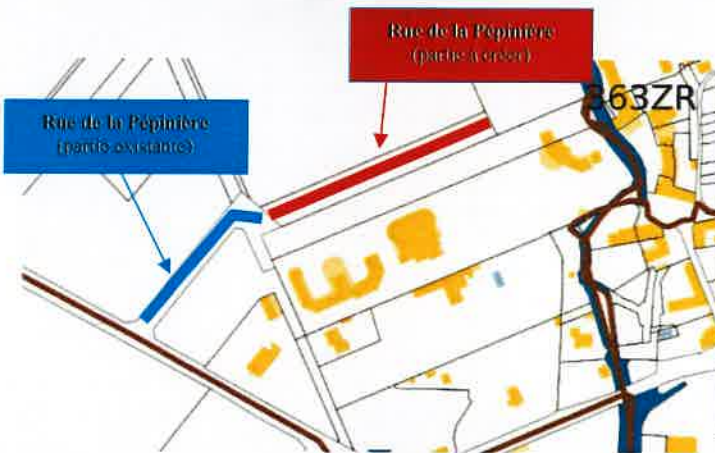 Rue de la Pépinière
(partie à créer)
363ZR
Rue de la Pépinière
(partie existante)